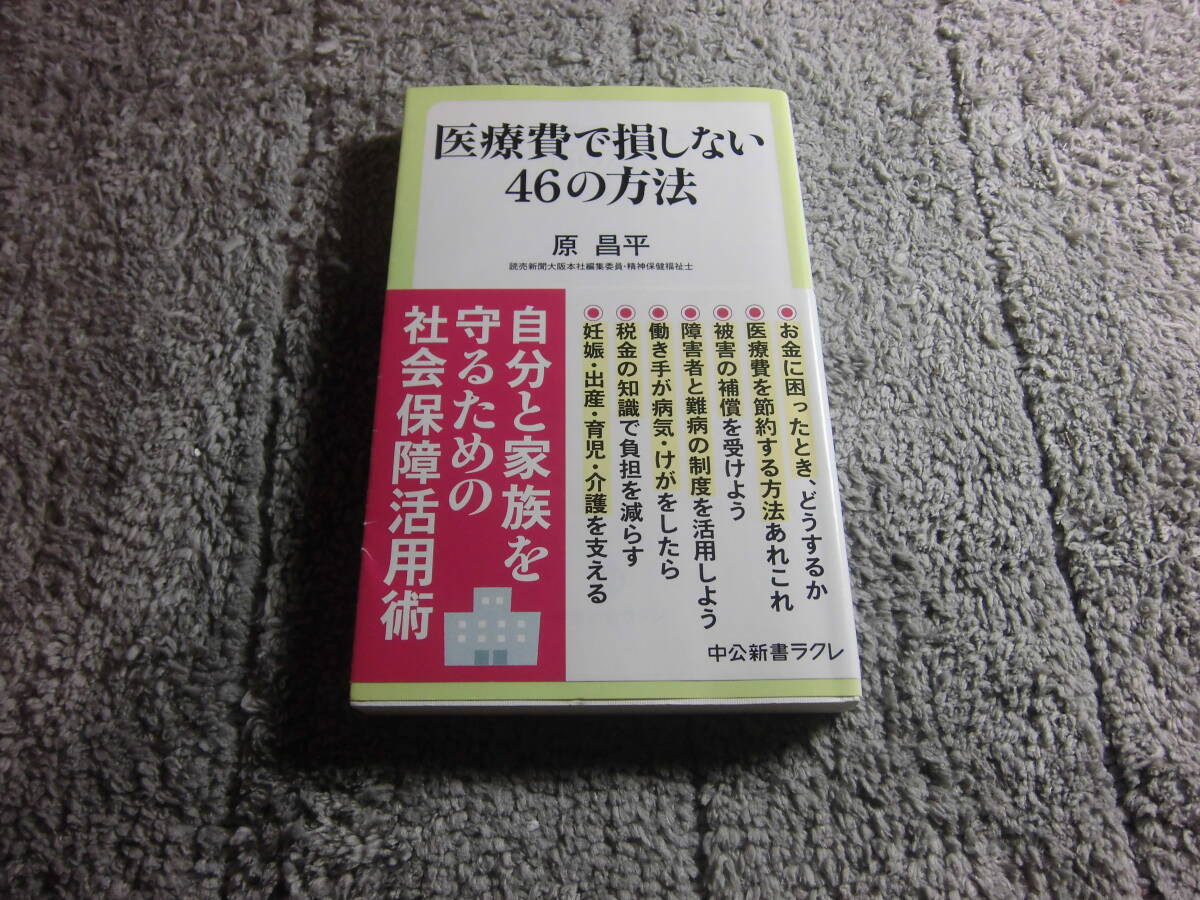 医療費で損しない
46の方法
原 昌平
読売新聞大阪本社編集委員・精神保健福祉士
お金に困ったとき、どうするか
医療費を節約する方法あれこれ
被害の補償を受けよう
障害者と難病の制度を活用しよう
働き手が病気・けがをしたら
税金の知識で負担を減らす
妊娠・出産・育児・介護を支える
自分と家族を
守るための
社会保障活用術
中公新書ラクレ